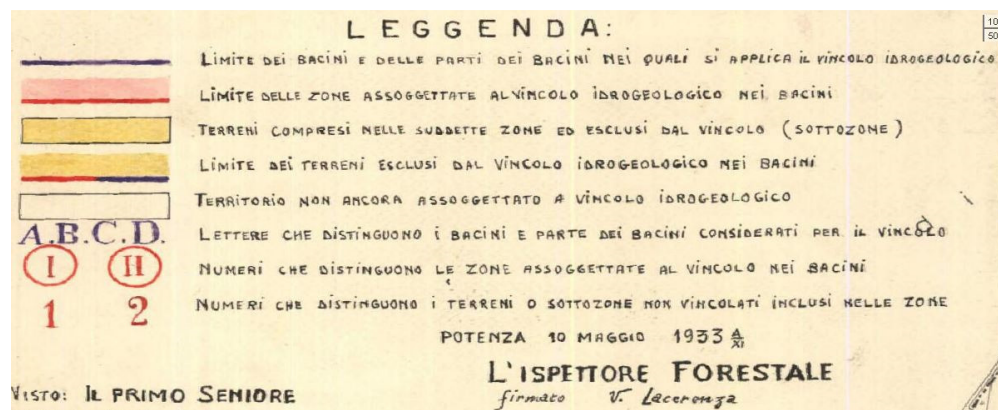 LEGGENDA:
LIMITE DEI BACINI E DELLE PARTI DEI BACINI NEI QUALI SI APPLICA IL VINCOLO IDROGEOLOGICO
LIMITE DELLE ZONE ASSOGGETTATE AL VINCOLO IDROGEOLOGICO NEI BACINI
TERRENI COMPRESI NELLE SUDDETTE ZONE ED ESCLUSI DAL VINCOLO (SOTTOZONE)
LIMITE DEI TERRENI ESCLUSI DAL VINCOLO IDROGEOLOGICO NEI BACINI
TERRITORIO NON ANCORA ASSOGGETTATO A VINCOLO IDROGEOLOGICO
A.B.C.D. LETTERE CHE DISTINGUONO I BACINI E PARTE DEI BACINI CONSIDERATI PER IL VINCOLO
I II NUMERI CHE DISTINGUONO LE ZONE ASSOGGETTATE AL VINCOLO NEI BACINI
1 2 NUMERI CHE DISTINGUONO I TERRENI O SOTTOZONE NON VINCOLATI INCLUSI NELLE ZONE
POTENZA 10 MAGGIO 1933 A/XI
L'ISPETTORE FORESTALE
VISTO: IL PRIMO SENIORE firmato V. Lacerenza